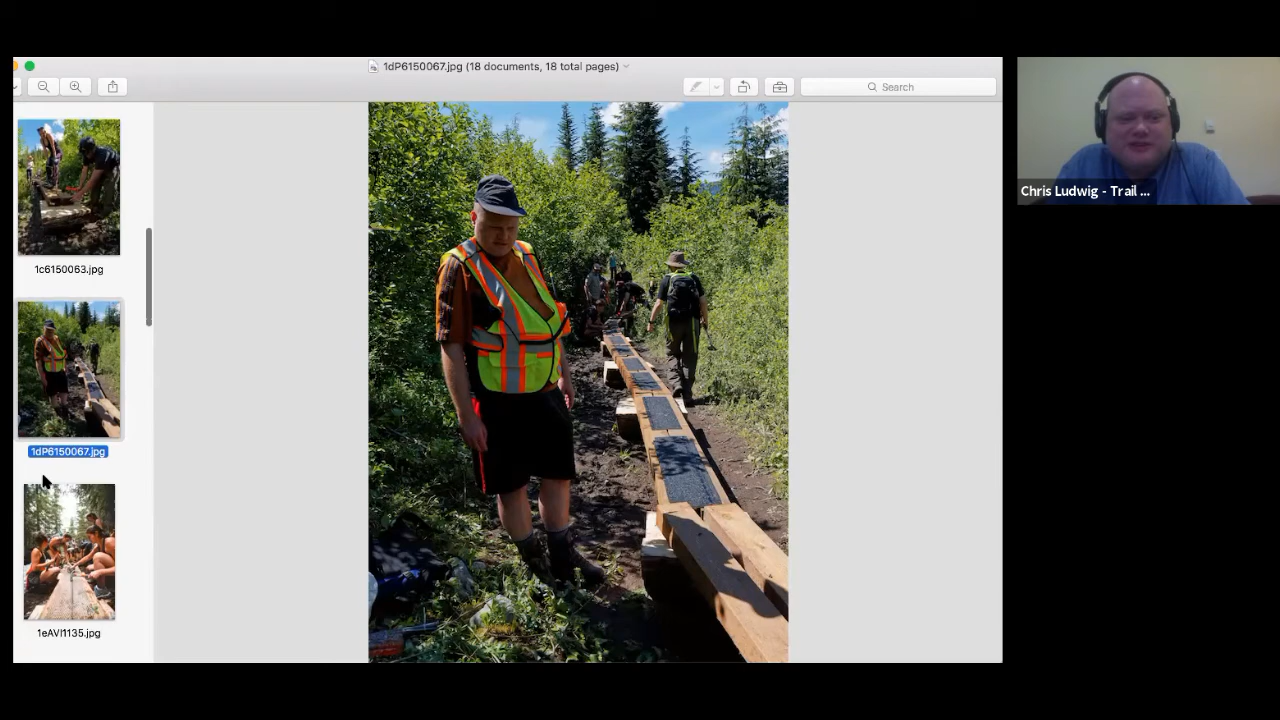 1dP6150067.jpg (18 documents, 18 total pages)
Search
1c6150063.jpg
1dP6150067.jpg
1eAVI1135.jpg
Chris Ludwig - Trail ...